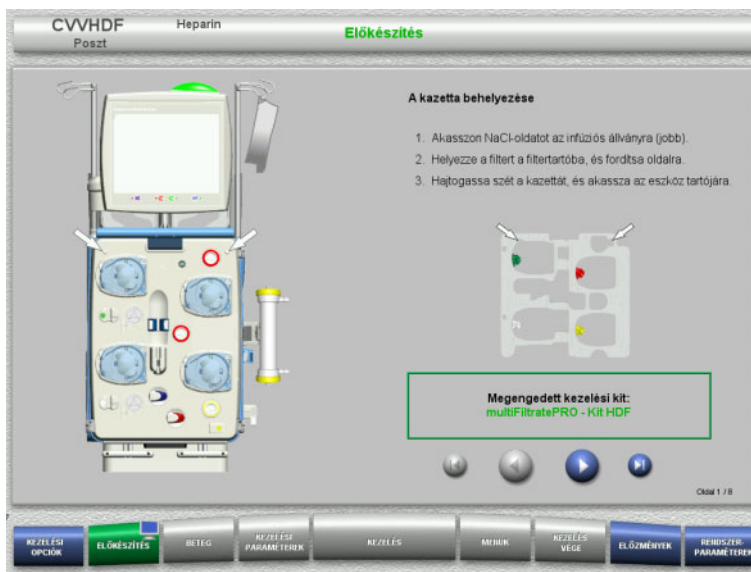 CVVHDF
Poszt
Heparin
Előkészítés
A kazetta behelyezése
1. Akasszon NaCl-oldatot az infúziós állványra (jobb).
2. Helyezze a filtert a filtertartóba, és fordítsa oldalra.
3. Hajtogassa szét a kazettát, és akassza az eszköz tartójára.
Megengedett kezelési kit:
multiFiltratePRO - Kit HDF
Oldal 1 / 8
KEZELÉSI
OPCIÓK
ELŐKÉSZÍTÉS
BETEG
KEZELÉSI
PARAMÉTEREK
KEZELÉS
MENÜK
KEZELÉS
VÉGE
ELŐZMÉNYEK
RENDSZER-
PARAMÉTEREK